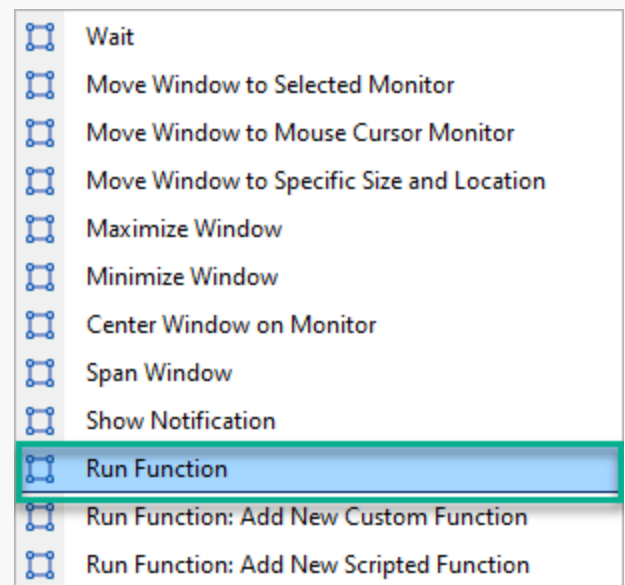 Wait
Move Window to Selected Monitor
Move Window to Mouse Cursor Monitor
Move Window to Specific Size and Location
Maximize Window
Minimize Window
Center Window on Monitor
Span Window
Show Notification
Run Function
Run Function: Add New Custom Function
Run Function: Add New Scripted Function